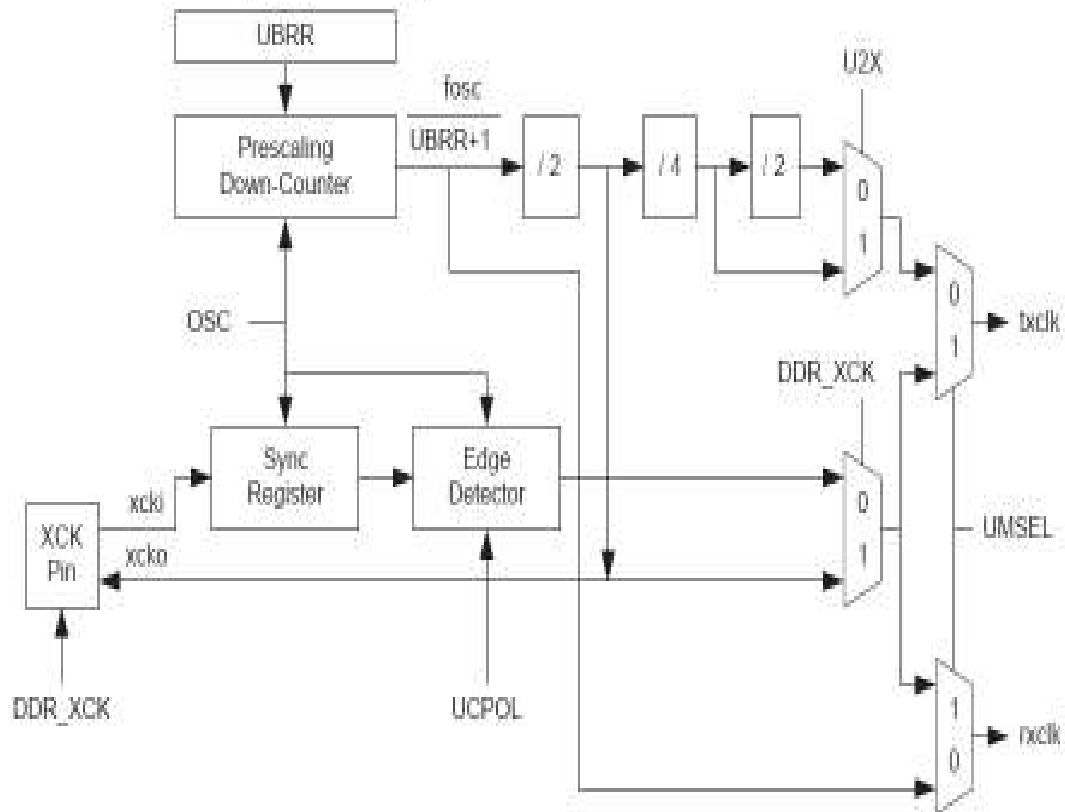 UBRR
U2X
fosc
UBRR+1
Prescaling
Down-Counter
/ 2
/ 4
/ 2
0
1
OSC
0
1
txclk
DDR_XCK
Sync
Register
Edge
Detector
xcki
0
1
UMSEL
XCK
Pin
xcko
DDR_XCK
UCPOL
1
0
rxclk